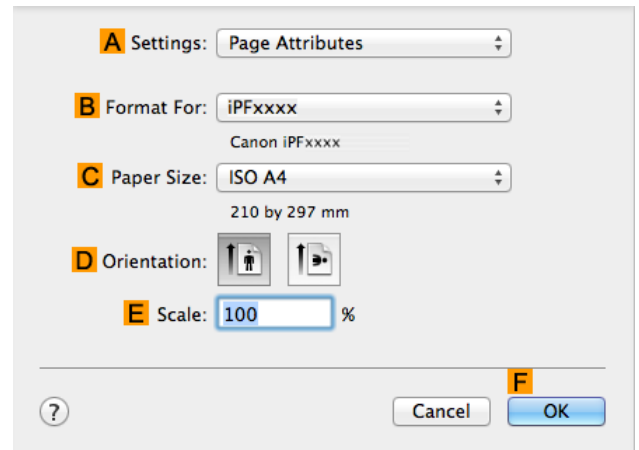 A Settings: Page Attributes
B Format For: iPFxxxx
Canon iPFxxxx
C Paper Size: ISO A4
210 by 297 mm
D Orientation:
E Scale: 100 %
F
? Cancel OK